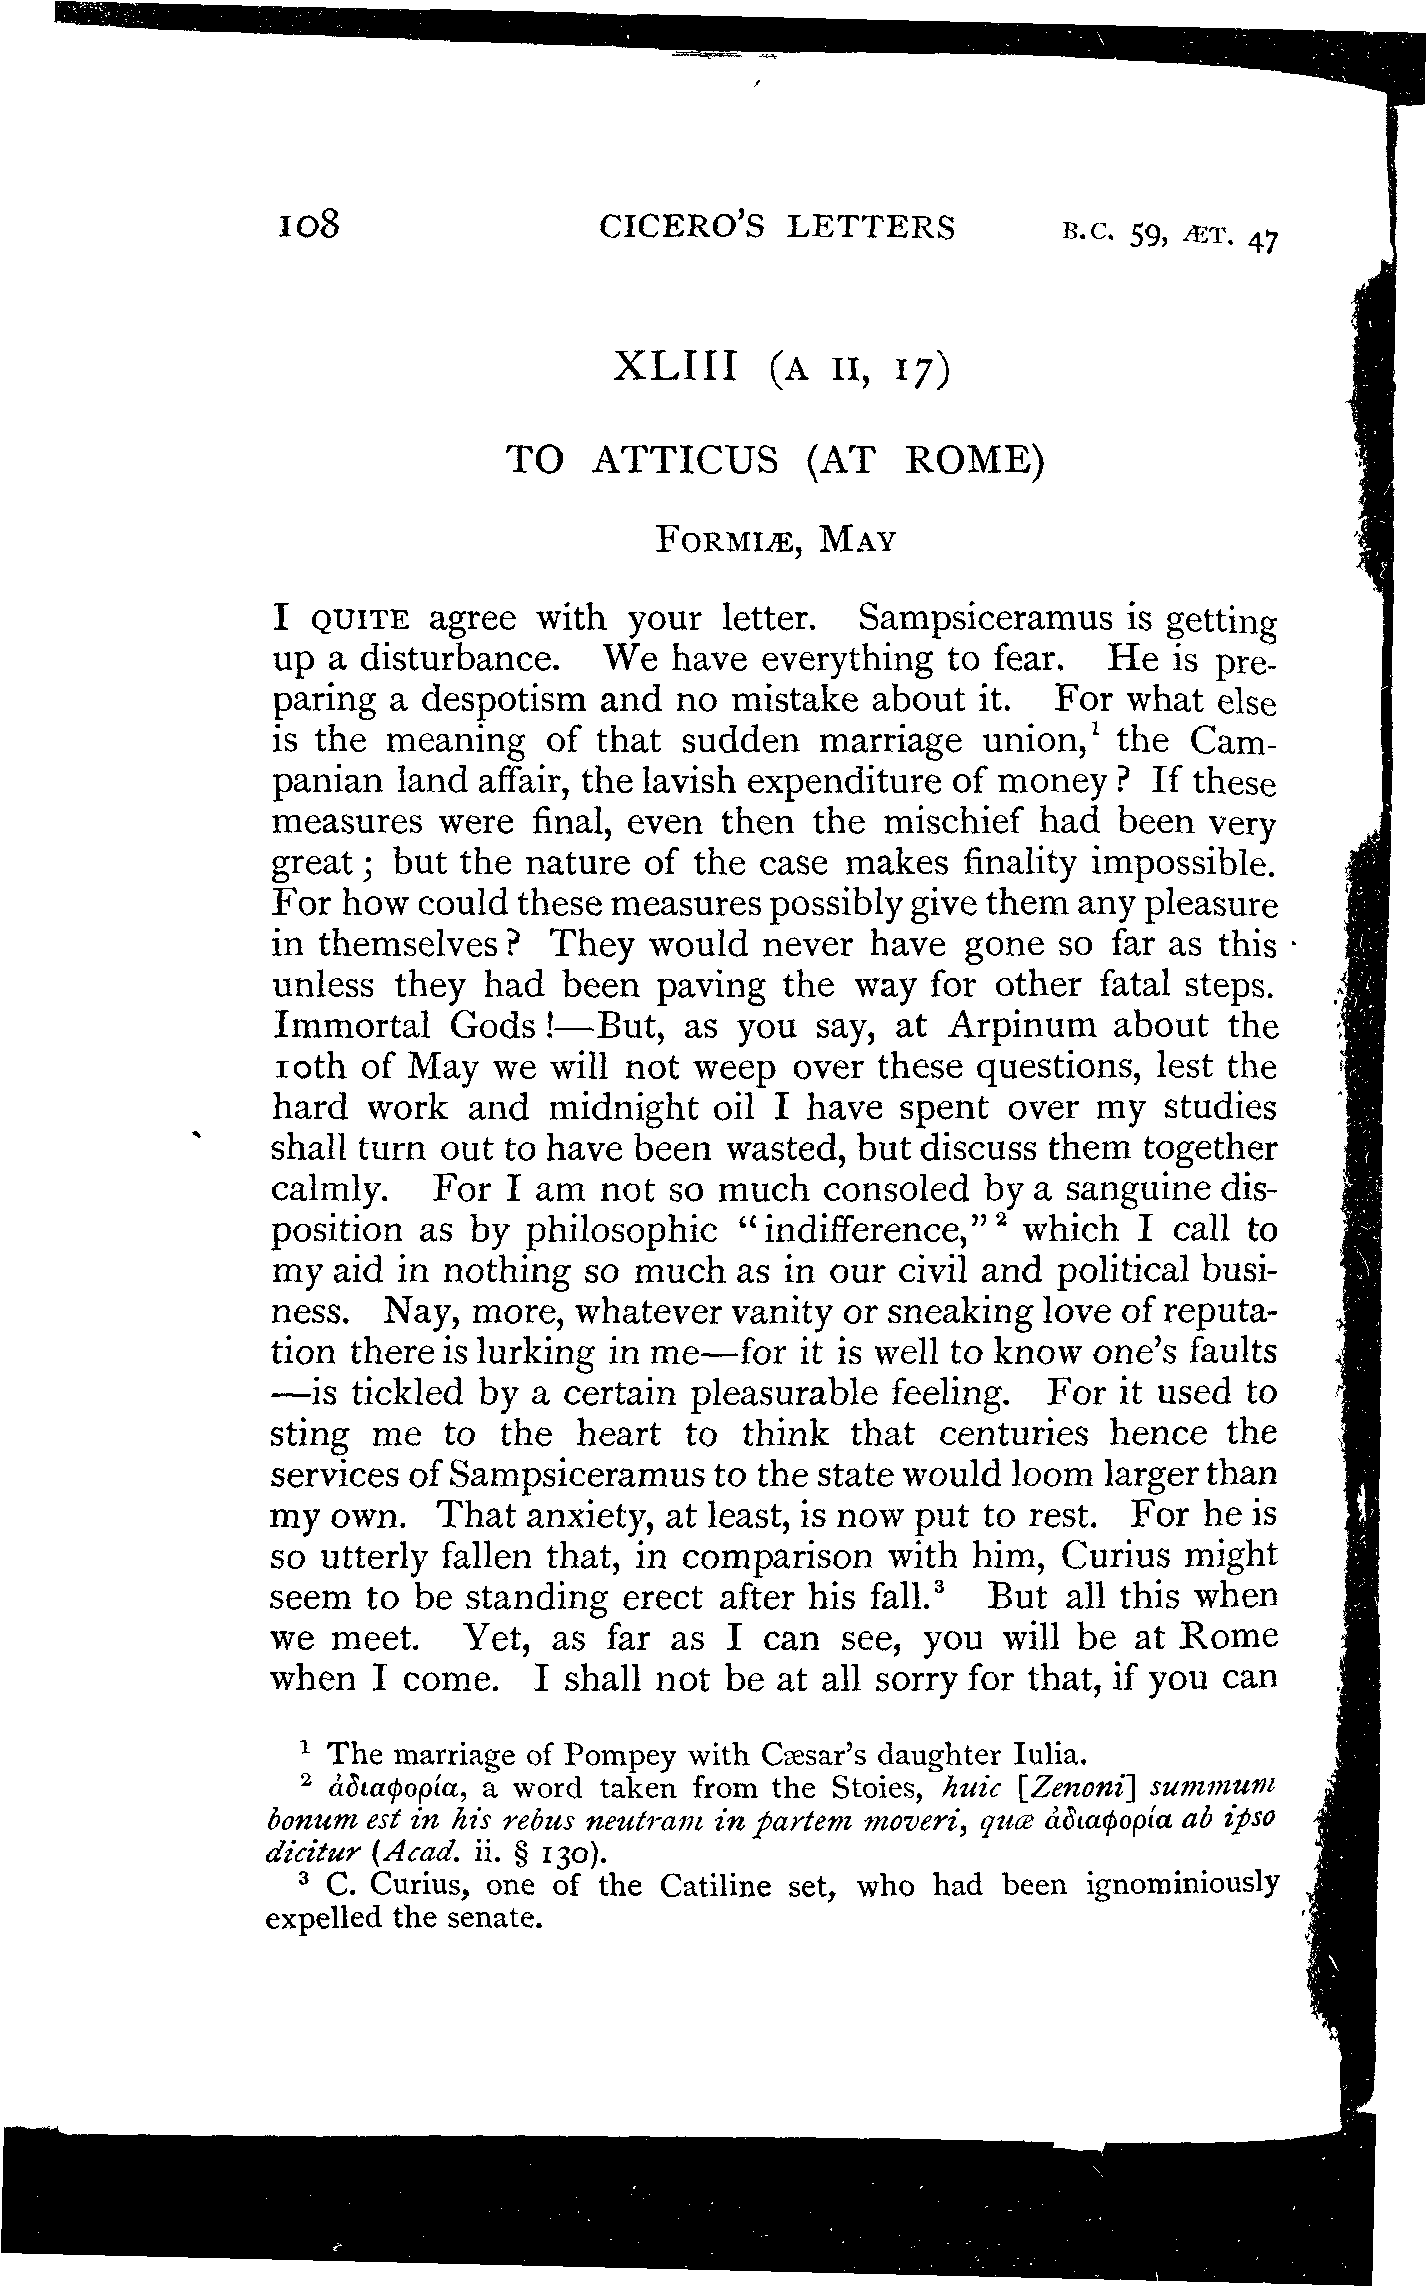 108 CICERO'S LETTERS B.C. 59, ÆT. 47
XLIII (A II, 17)
TO ATTICUS (AT ROME)
FORMIÆ, MAY
I QUITE agree with your letter. Sampsiceramus is getting
up a disturbance. We have everything to fear. He is pre-
paring a despotism and no mistake about it. For what else
is the meaning of that sudden marriage union,¹ the Cam-
panian land affair, the lavish expenditure of money? If these
measures were final, even then the mischief had been very
great; but the nature of the case makes finality impossible.
For how could these measures possibly give them any pleasure
in themselves? They would never have gone so far as this
unless they had been paving the way for other fatal steps.
Immortal Gods!—But, as you say, at Arpinum about the
10th of May we will not weep over these questions, lest the
hard work and midnight oil I have spent over my studies
shall turn out to have been wasted, but discuss them together
calmly. For I am not so much consoled by a sanguine dis-
position as by philosophic "indifference,"² which I call to
my aid in nothing so much as in our civil and political busi-
ness. Nay, more, whatever vanity or sneaking love of reputa-
tion there is lurking in me—for it is well to know one's faults
—is tickled by a certain pleasurable feeling. For it used to
sting me to the heart to think that centuries hence the
services of Sampsiceramus to the state would loom larger than
my own. That anxiety, at least, is now put to rest. For he is
so utterly fallen that, in comparison with him, Curius might
seem to be standing erect after his fall.³ But all this when
we meet. Yet, as far as I can see, you will be at Rome
when I come. I shall not be at all sorry for that, if you can
¹ The marriage of Pompey with Cæsar's daughter Iulia.
² ἀδιαφορία, a word taken from the Stoies, huic [Zenoni] summum
bonum est in his rebus neutram in partem moveri, quæ ἀδιαφορία ab ipso
dicitur (Acad. ii. § 130).
³ C. Curius, one of the Catiline set, who had been ignominiously
expelled the senate.